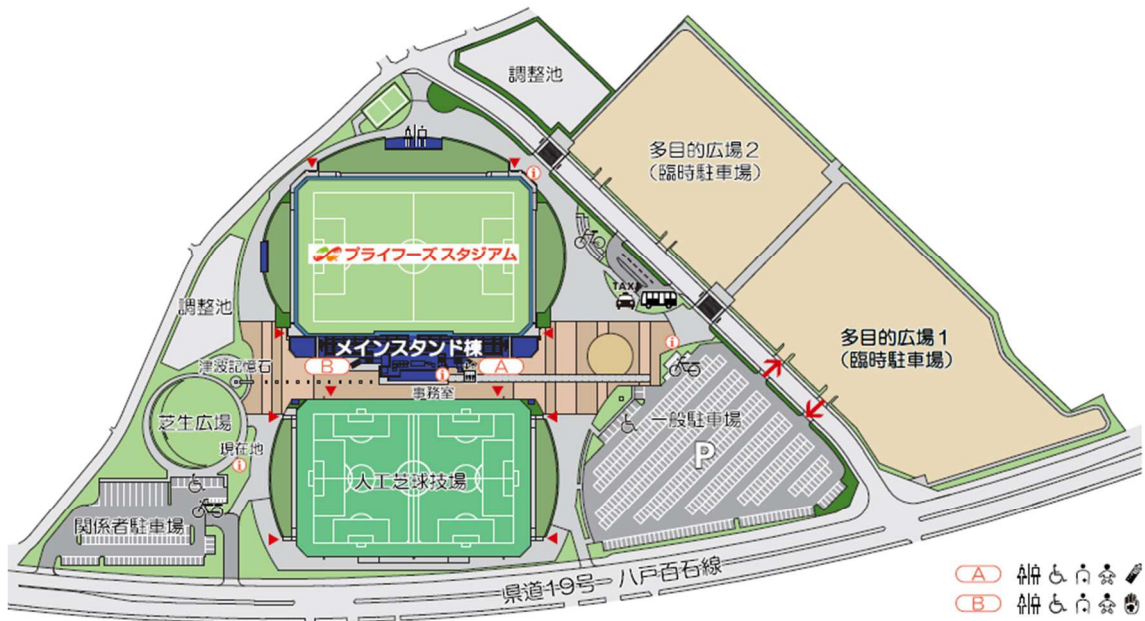 調整池
多目的広場2
(臨時駐車場)
プライフーズ スタジアム
TAXI
調整池
多目的広場1
(臨時駐車場)
メインスタンド棟
B
A
津波記憶石
事務室
芝生広場
一般駐車場
P
現在地
人工芝球技場
関係者駐車場
県道19号 八戸百石線
A
B